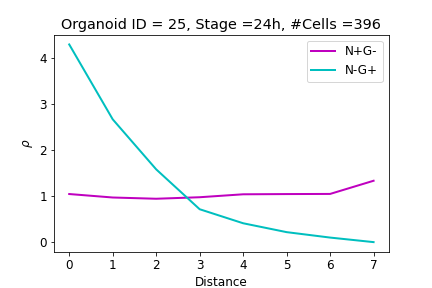 Organoid ID = 25, Stage =24h, #Cells =396
N+G-
N-G+
4
3
2
1
0
ρ
0 1 2 3 4 5 6 7
Distance